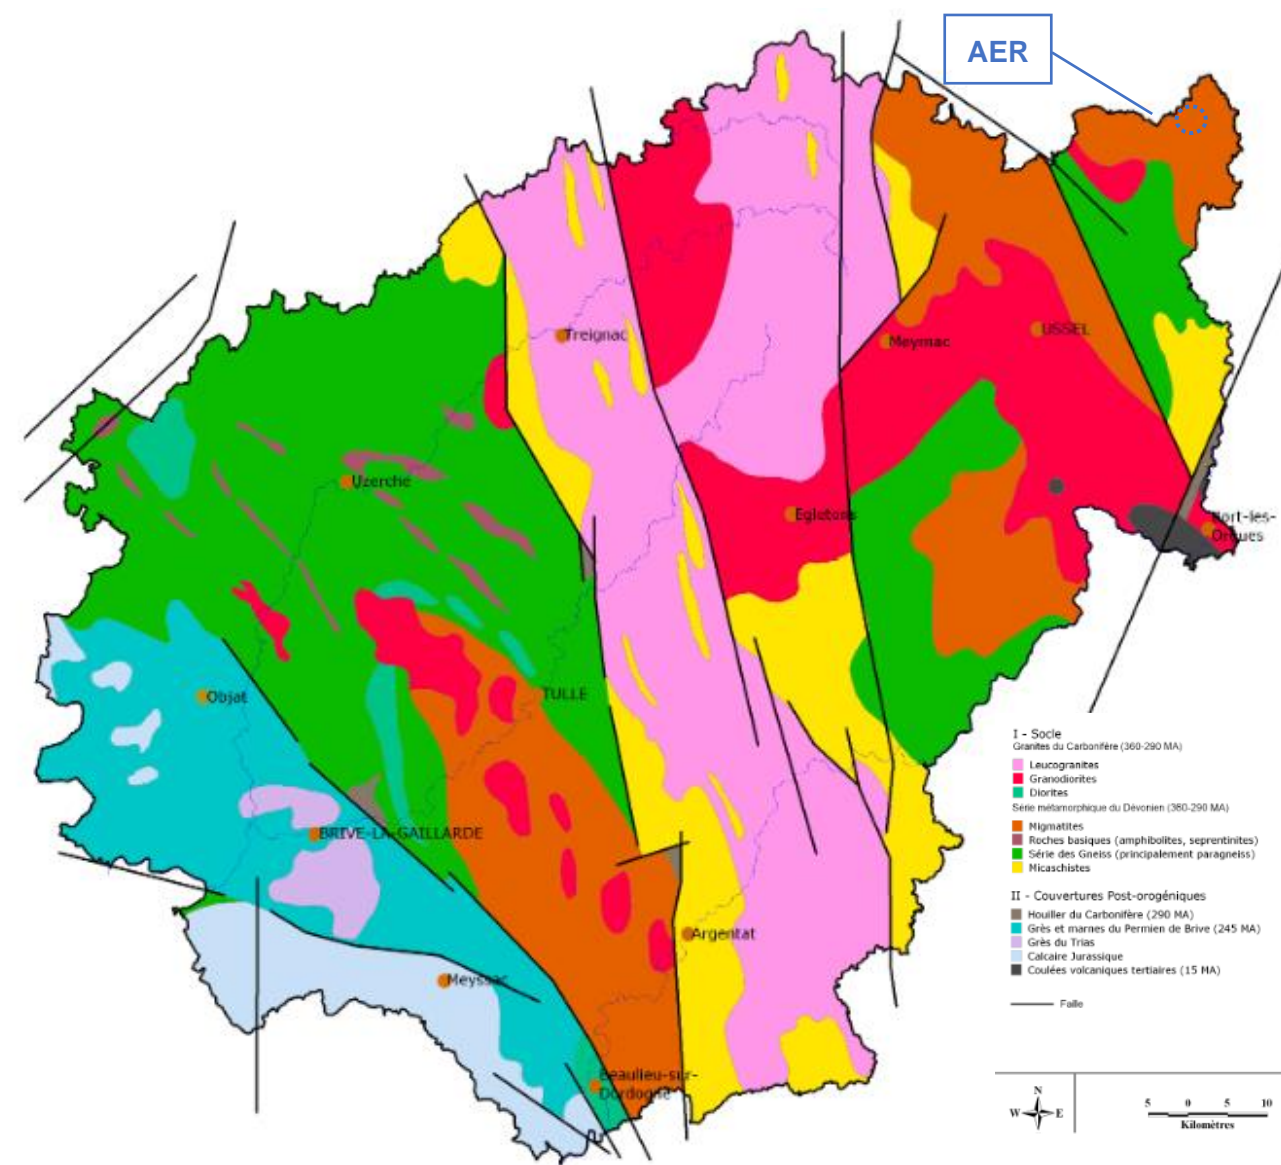 AER
Treignac
Meymac
USSEL
Uzerche
Egletons
Bort-les-
Orgues
Objat
TULLE
BRIVE-LA-GAILLARDE
Argentat
Meyssac
Beaulieu-sur-
Dordogne
I - Socle
Granites du Carbonifère (360-290 MA)
Leucogranites
Granodiorites
Diorites
Série métamorphique du Dévonien (380-290 MA)
Migmatites
Roches basiques (amphibolites, septentinites)
Série des Gneiss (principalement paragneiss)
Micaschistes
II - Couvertures Post-orogéniques
Houiller du Carbonifère (290 MA)
Grès et marnes du Permien de Brive (245 MA)
Grès du Trias
Calcaire Jurassique
Coulées volcaniques tertiaires (15 MA)
Faille
N
W E
S
5 0 5 10
Kilomètres